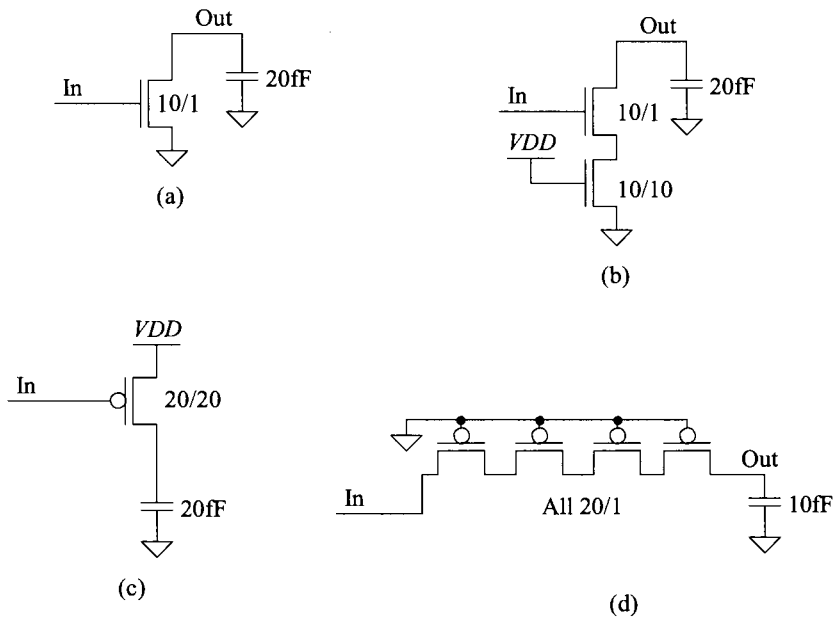 Out
20fF
In
10/1
(a)
Out
20fF
In
10/1
VDD
10/10
(b)
VDD
In
20/20
20fF
(c)
Out
In
All 20/1
10fF
(d)